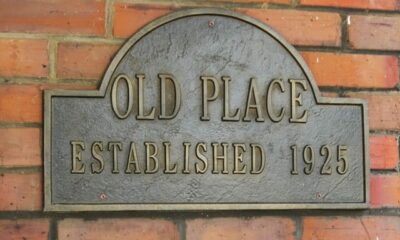 OLD PLACE
ESTABLISHED 1925